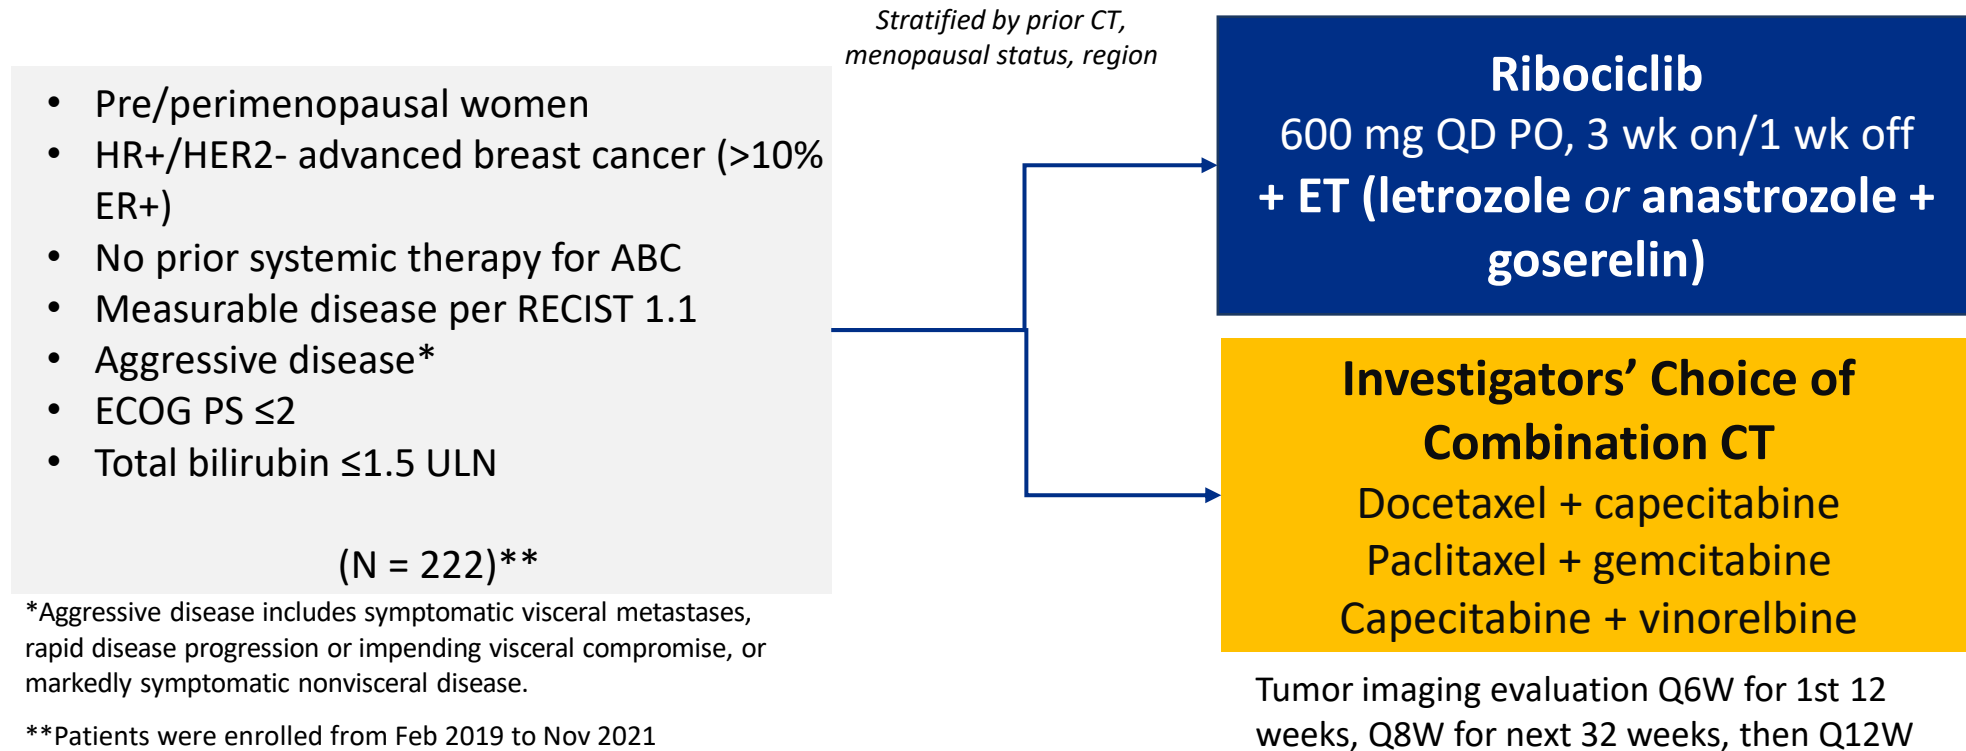 Stratified by prior CT,
menopausal status, region
• Pre/perimenopausal women
• HR+/HER2- advanced breast cancer (>10%
ER+)
• No prior systemic therapy for ABC
• Measurable disease per RECIST 1.1
• Aggressive disease*
• ECOG PS ≤2
• Total bilirubin ≤1.5 ULN
(N = 222)**
*Aggressive disease includes symptomatic visceral metastases,
rapid disease progression or impending visceral compromise, or
markedly symptomatic nonvisceral disease.
**Patients were enrolled from Feb 2019 to Nov 2021
Ribociclib
600 mg QD PO, 3 wk on/1 wk off
+ ET (letrozole or anastrozole +
goserelin)
Investigators’ Choice of
Combination CT
Docetaxel + capecitabine
Paclitaxel + gemcitabine
Capecitabine + vinorelbine
Tumor imaging evaluation Q6W for 1st 12
weeks, Q8W for next 32 weeks, then Q12W